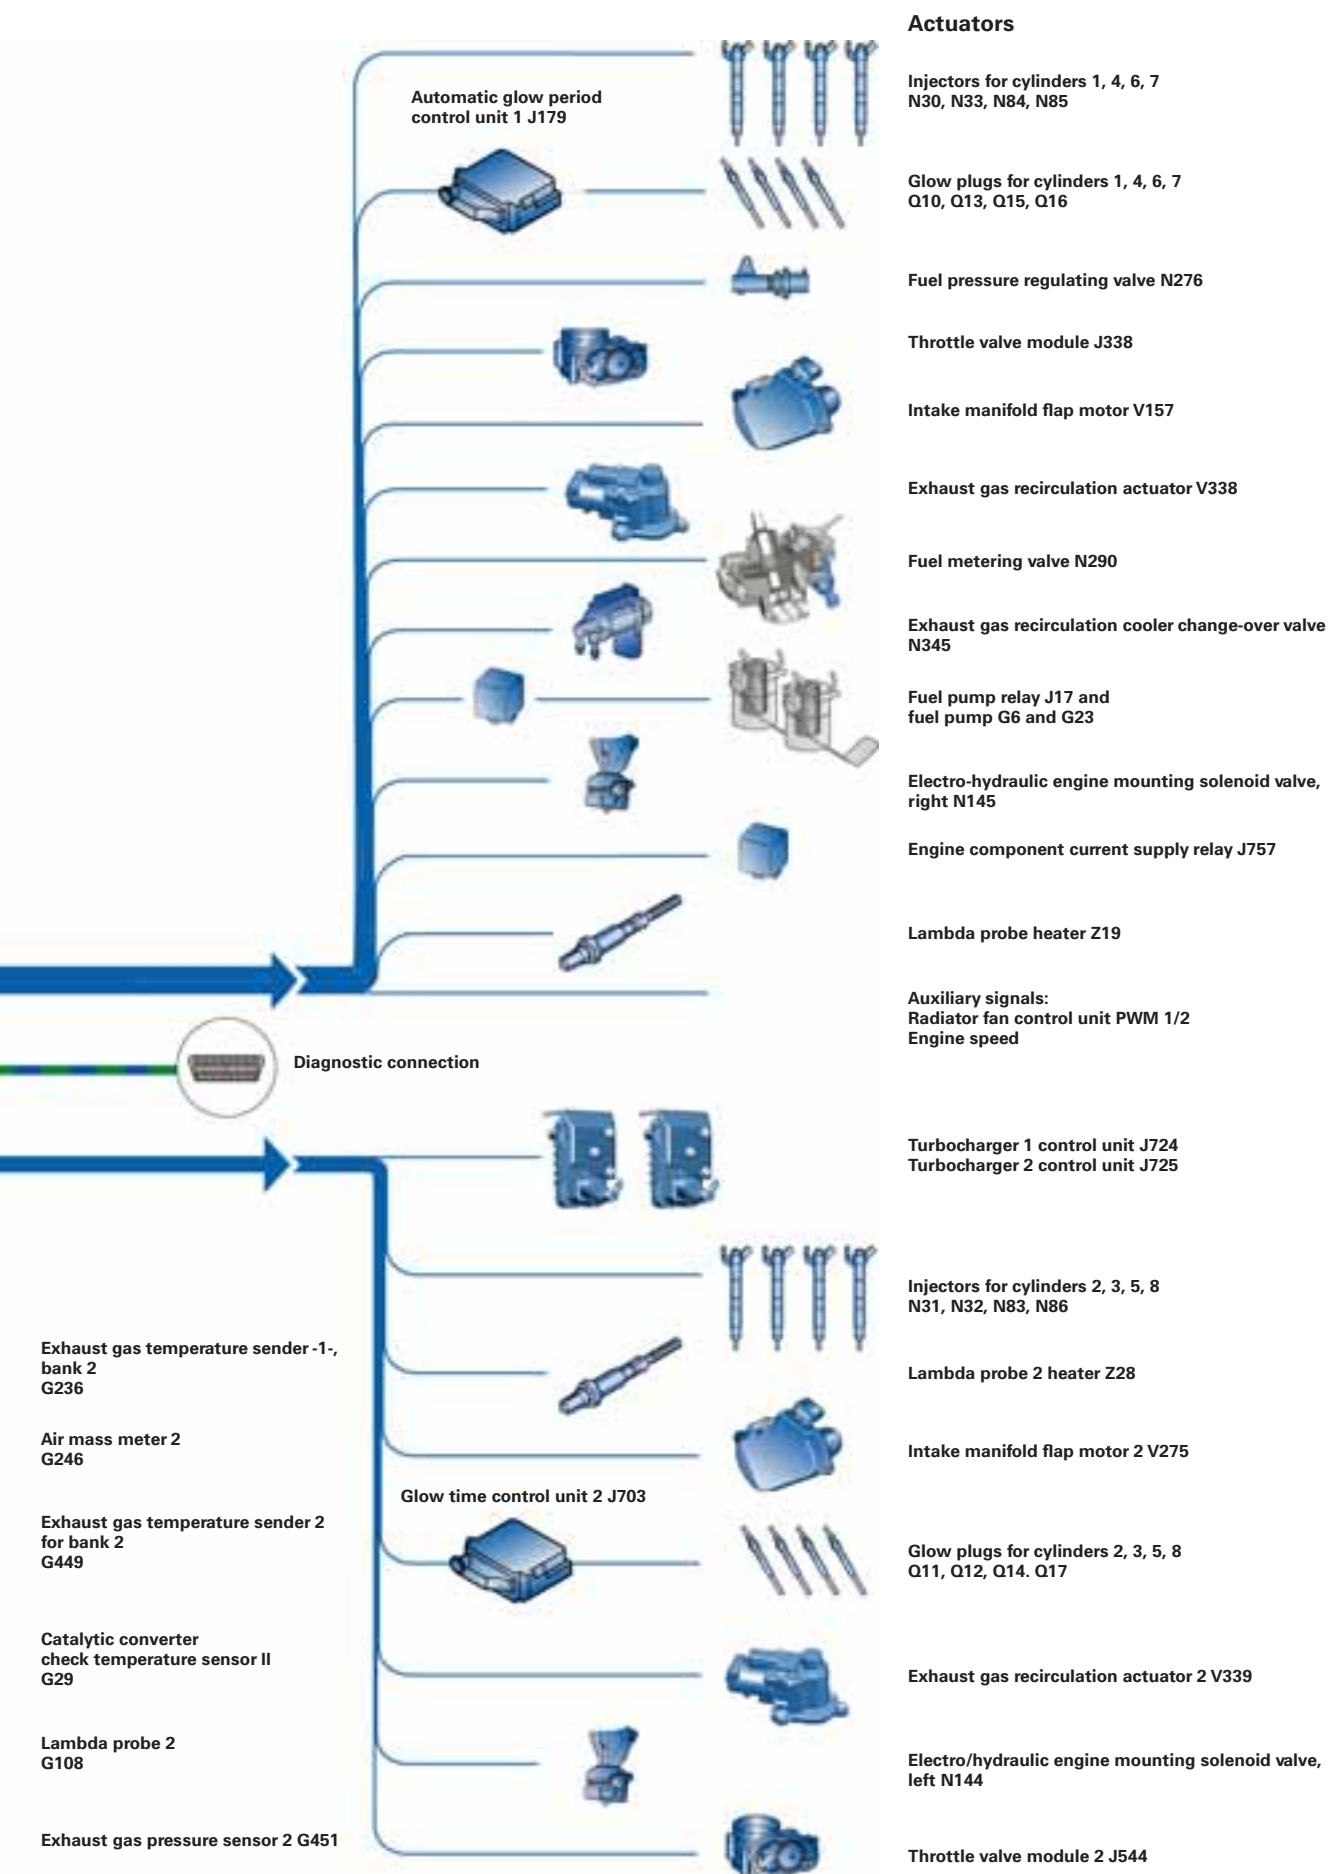 Actuators
Automatic glow period
control unit 1 J179
Injectors for cylinders 1, 4, 6, 7
N30, N33, N84, N85
Glow plugs for cylinders 1, 4, 6, 7
Q10, Q13, Q15, Q16
Fuel pressure regulating valve N276
Throttle valve module J338
Intake manifold flap motor V157
Exhaust gas recirculation actuator V338
Fuel metering valve N290
Exhaust gas recirculation cooler change-over valve
N345
Fuel pump relay J17 and
fuel pump G6 and G23
Electro-hydraulic engine mounting solenoid valve,
right N145
Engine component current supply relay J757
Lambda probe heater Z19
Auxiliary signals:
Radiator fan control unit PWM 1/2
Engine speed
Diagnostic connection
Turbocharger 1 control unit J724
Turbocharger 2 control unit J725
Injectors for cylinders 2, 3, 5, 8
N31, N32, N83, N86
Exhaust gas temperature sender -1-,
bank 2
G236
Lambda probe 2 heater Z28
Air mass meter 2
G246
Intake manifold flap motor 2 V275
Glow time control unit 2 J703
Exhaust gas temperature sender 2
for bank 2
G449
Glow plugs for cylinders 2, 3, 5, 8
Q11, Q12, Q14. Q17
Catalytic converter
check temperature sensor II
G29
Exhaust gas recirculation actuator 2 V339
Lambda probe 2
G108
Electro/hydraulic engine mounting solenoid valve,
left N144
Exhaust gas pressure sensor 2 G451
Throttle valve module 2 J544